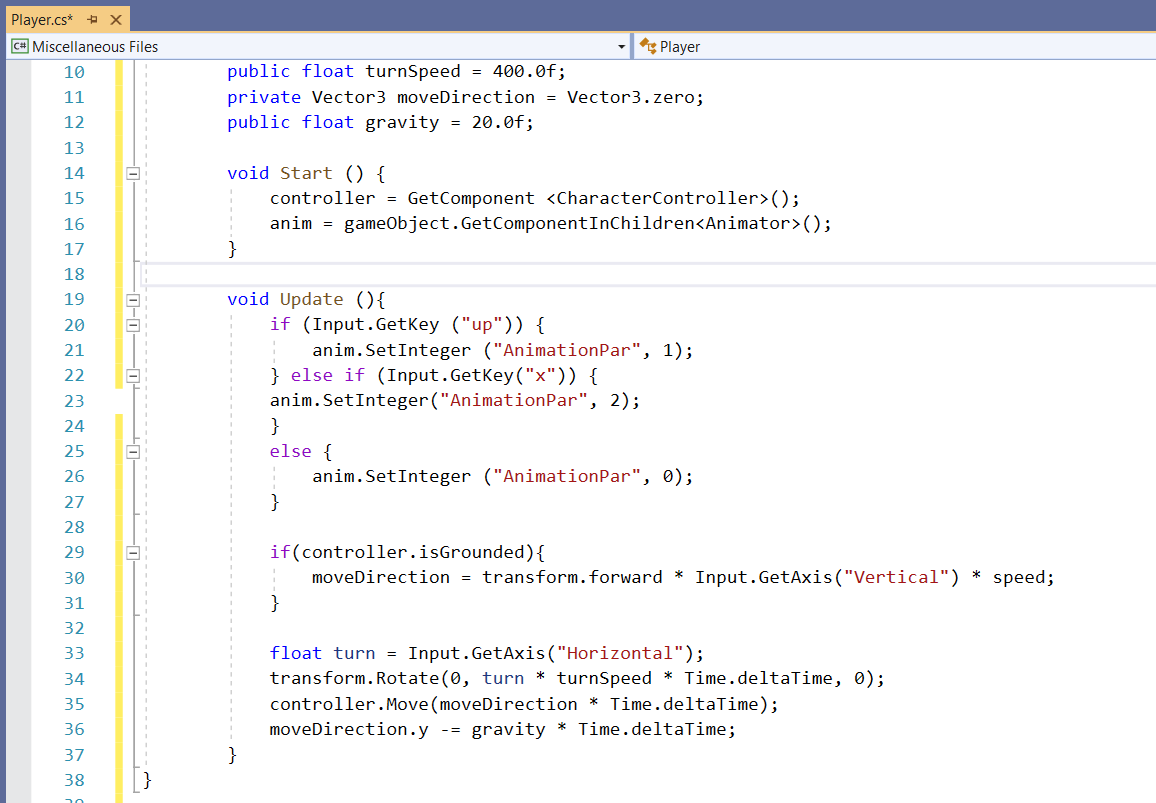 Player.cs*
C# Miscellaneous Files Player
10 public float turnSpeed = 400.0f;
11 private Vector3 moveDirection = Vector3.zero;
12 public float gravity = 20.0f;
13
14 void Start () {
15 controller = GetComponent <CharacterController>();
16 anim = gameObject.GetComponentInChildren<Animator>();
17 }
18
19 void Update (){
20 if (Input.GetKey ("up")) {
21 anim.SetInteger ("AnimationPar", 1);
22 } else if (Input.GetKey("x")) {
23 anim.SetInteger("AnimationPar", 2);
24 }
25 else {
26 anim.SetInteger ("AnimationPar", 0);
27 }
28
29 if(controller.isGrounded){
30 moveDirection = transform.forward * Input.GetAxis("Vertical") * speed;
31 }
32
33 float turn = Input.GetAxis("Horizontal");
34 transform.Rotate(0, turn * turnSpeed * Time.deltaTime, 0);
35 controller.Move(moveDirection * Time.deltaTime);
36 moveDirection.y -= gravity * Time.deltaTime;
37 }
38 }